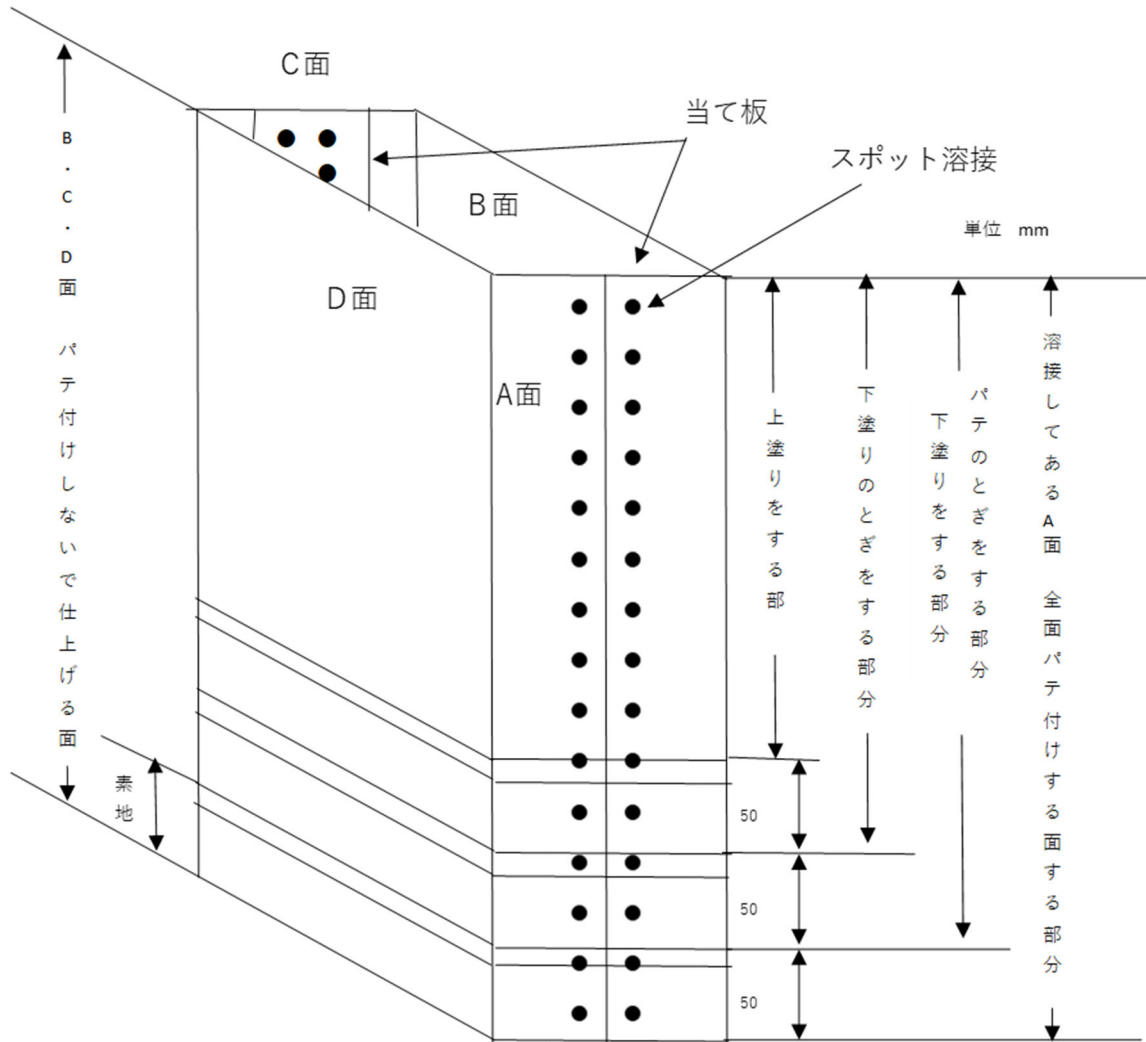 C面
当て板
スポット溶接
B面
単位 mm
D面
A面
B・C・D面 パテ付けしないで仕上げる面
素地
上塗りをする部
下塗りのとぎをする部分
パテのとぎをする部分
下塗りをする部分
溶接してあるA面 全面パテ付けする面する部分
50
50
50